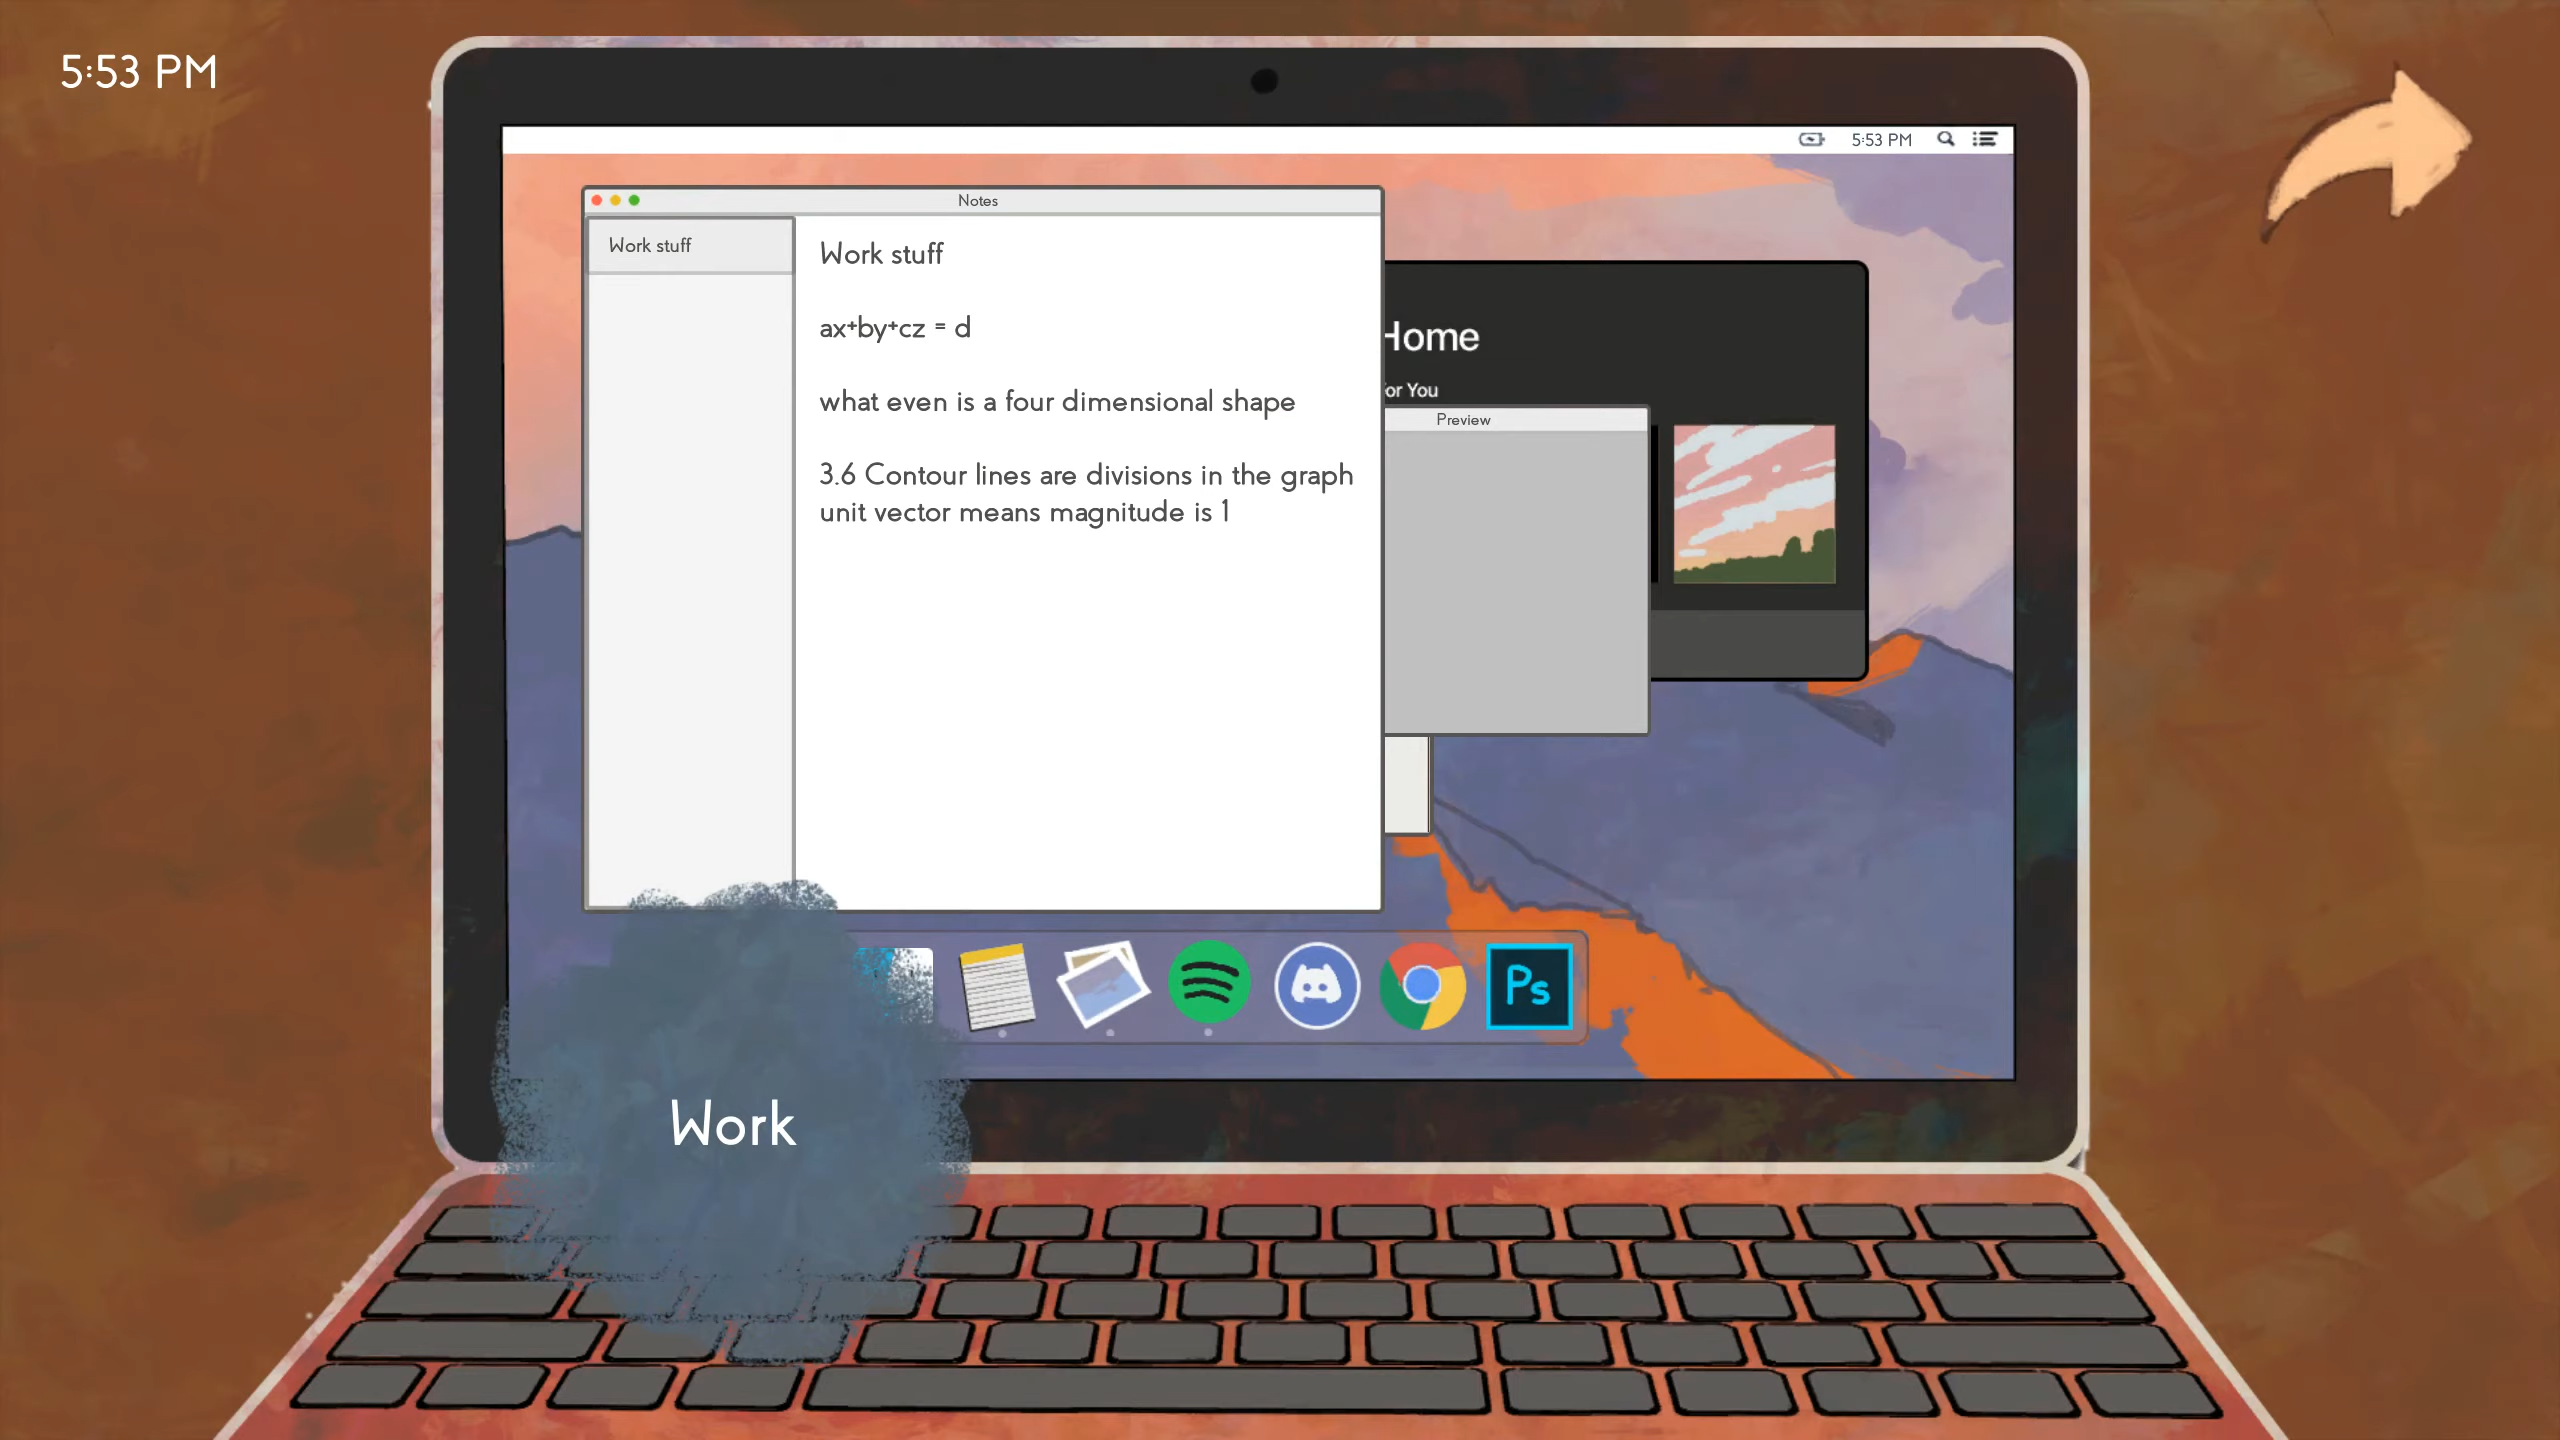 5:53 PM
5:53 PM
Notes
Work stuff
Work stuff
ax+by+cz = d
what even is a four dimensional shape
3.6 Contour lines are divisions in the graph
unit vector means magnitude is 1
Home
or You
Preview
Ps
Work